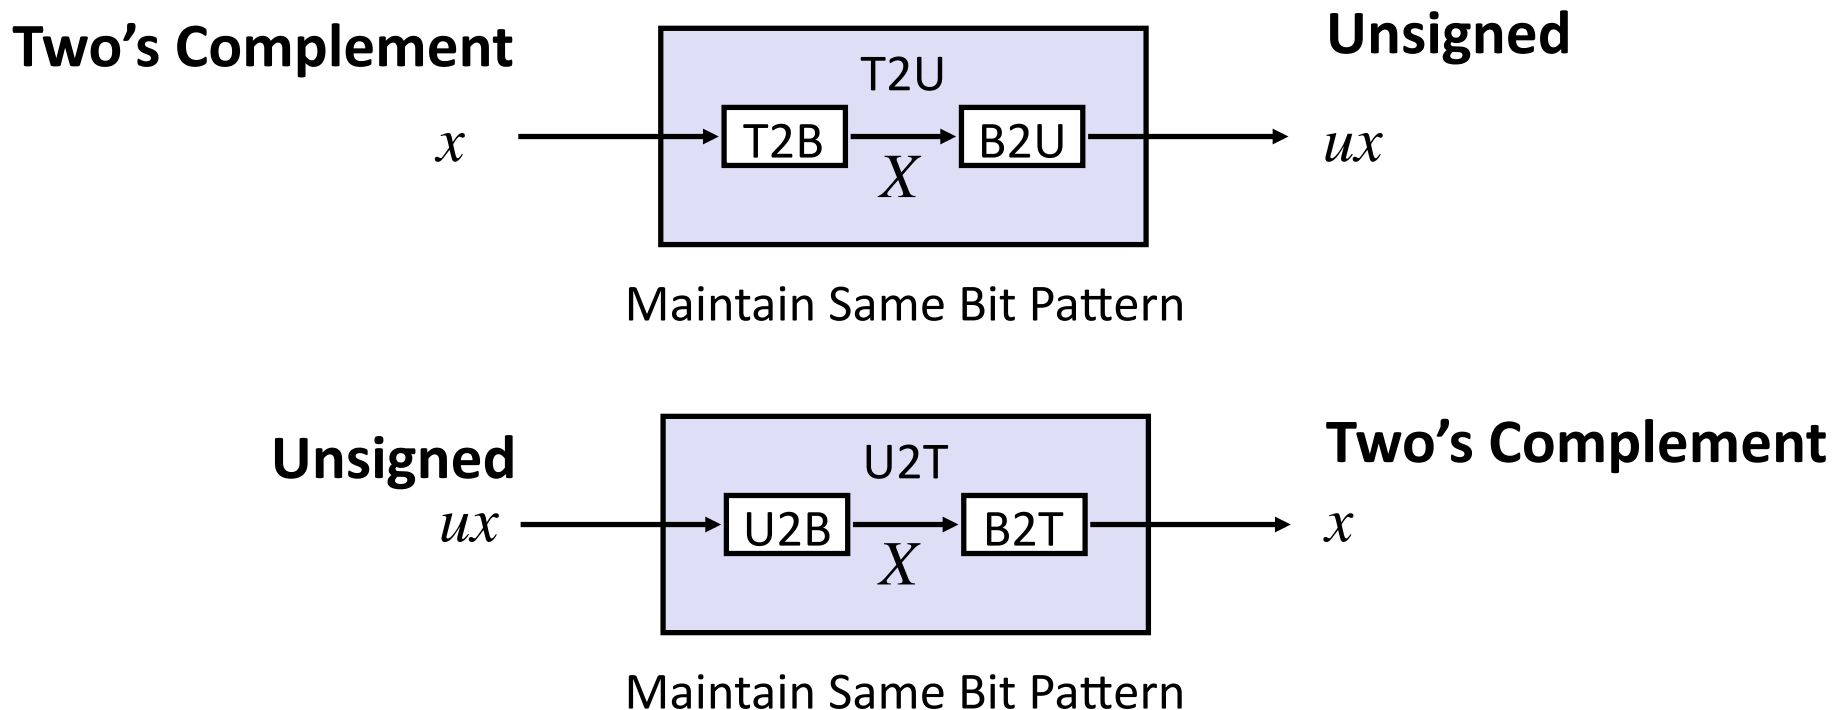 Two’s Complement
Unsigned
T2U
x
T2B
B2U
ux
X
Maintain Same Bit Pattern
Unsigned
Two’s Complement
U2T
ux
U2B
B2T
x
X
Maintain Same Bit Pattern